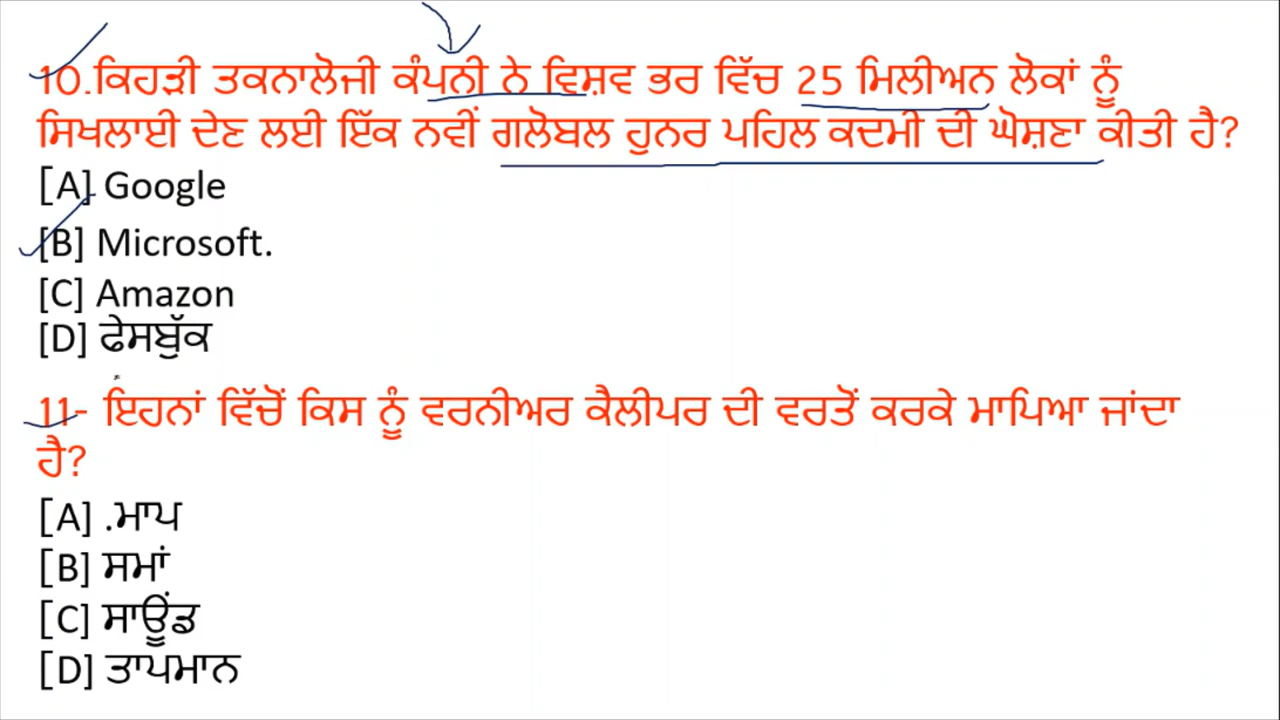 10.ਕਿਹੜੀ ਤਕਨਾਲੋਜੀ ਕੰਪਨੀ ਨੇ ਵਿਸ਼ਵ ਭਰ ਵਿੱਚ 25 ਮਿਲੀਅਨ ਲੋਕਾਂ ਨੂੰ
ਸਿਖਲਾਈ ਦੇਣ ਲਈ ਇੱਕ ਨਵੀਂ ਗਲੋਬਲ ਹੁਨਰ ਪਹਿਲ ਕਦਮੀ ਦੀ ਘੋਸ਼ਣਾ ਕੀਤੀ ਹੈ?
[A] Google
[B] Microsoft.
[C] Amazon
[D] ਫੇਸਬੁੱਕ
11- ਇਹਨਾਂ ਵਿੱਚੋਂ ਕਿਸ ਨੂੰ ਵਰਨੀਅਰ ਕੈਲੀਪਰ ਦੀ ਵਰਤੋਂ ਕਰਕੇ ਮਾਪਿਆ ਜਾਂਦਾ
ਹੈ?
[A] .ਮਾਪ
[B] ਸਮਾਂ
[C] ਸਾਊਂਡ
[D] ਤਾਪਮਾਨ